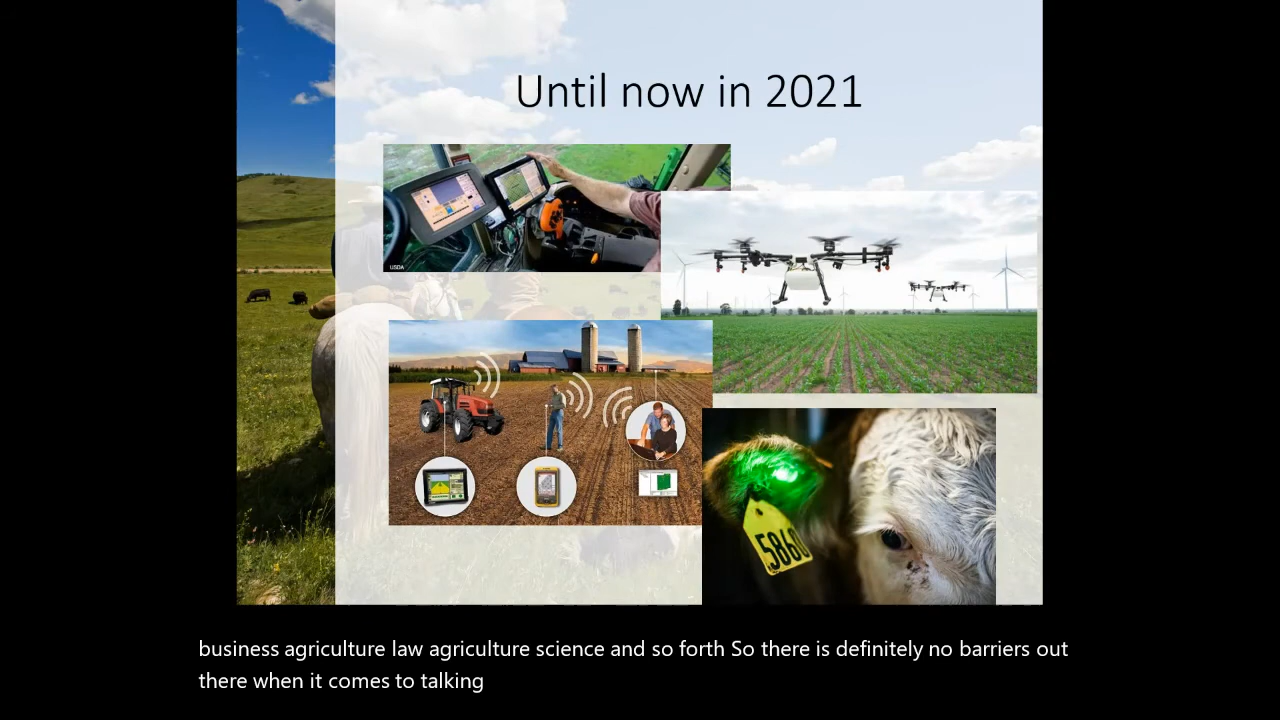 Until now in 2021
USDA
5860
business agriculture law agriculture science and so forth So there is definitely no barriers out
there when it comes to talking